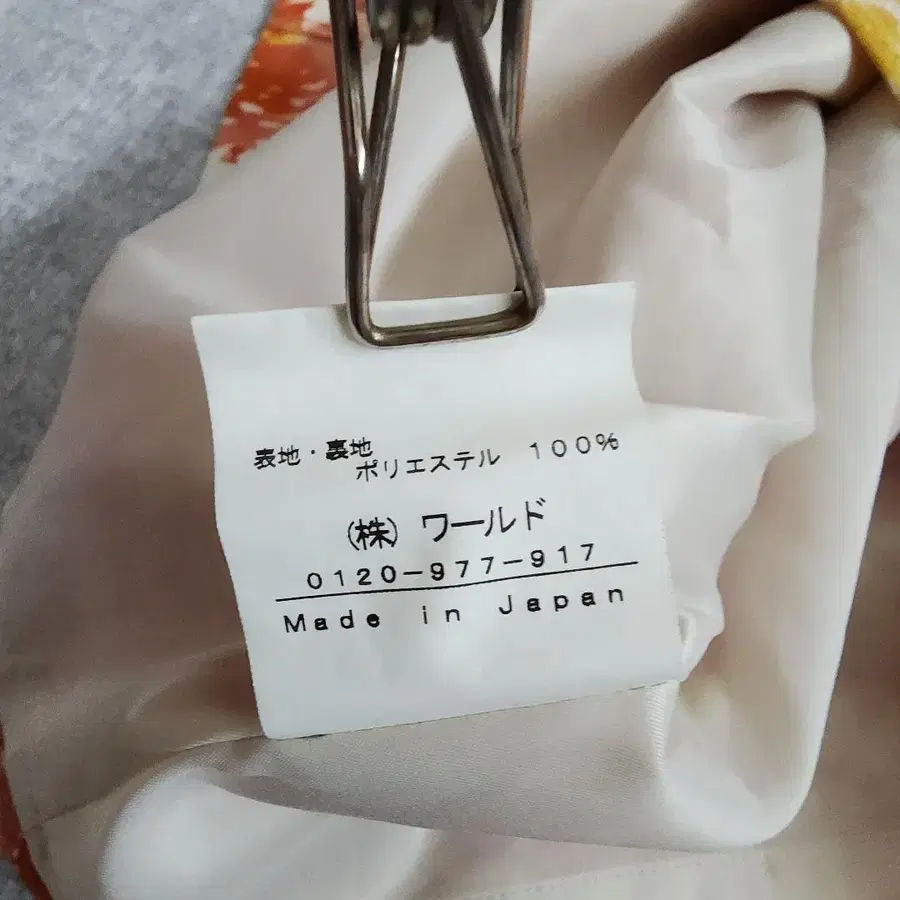 表地・裏地
ポリエステル 100%
(株) ワールド
0120-977-917
Made in Japan